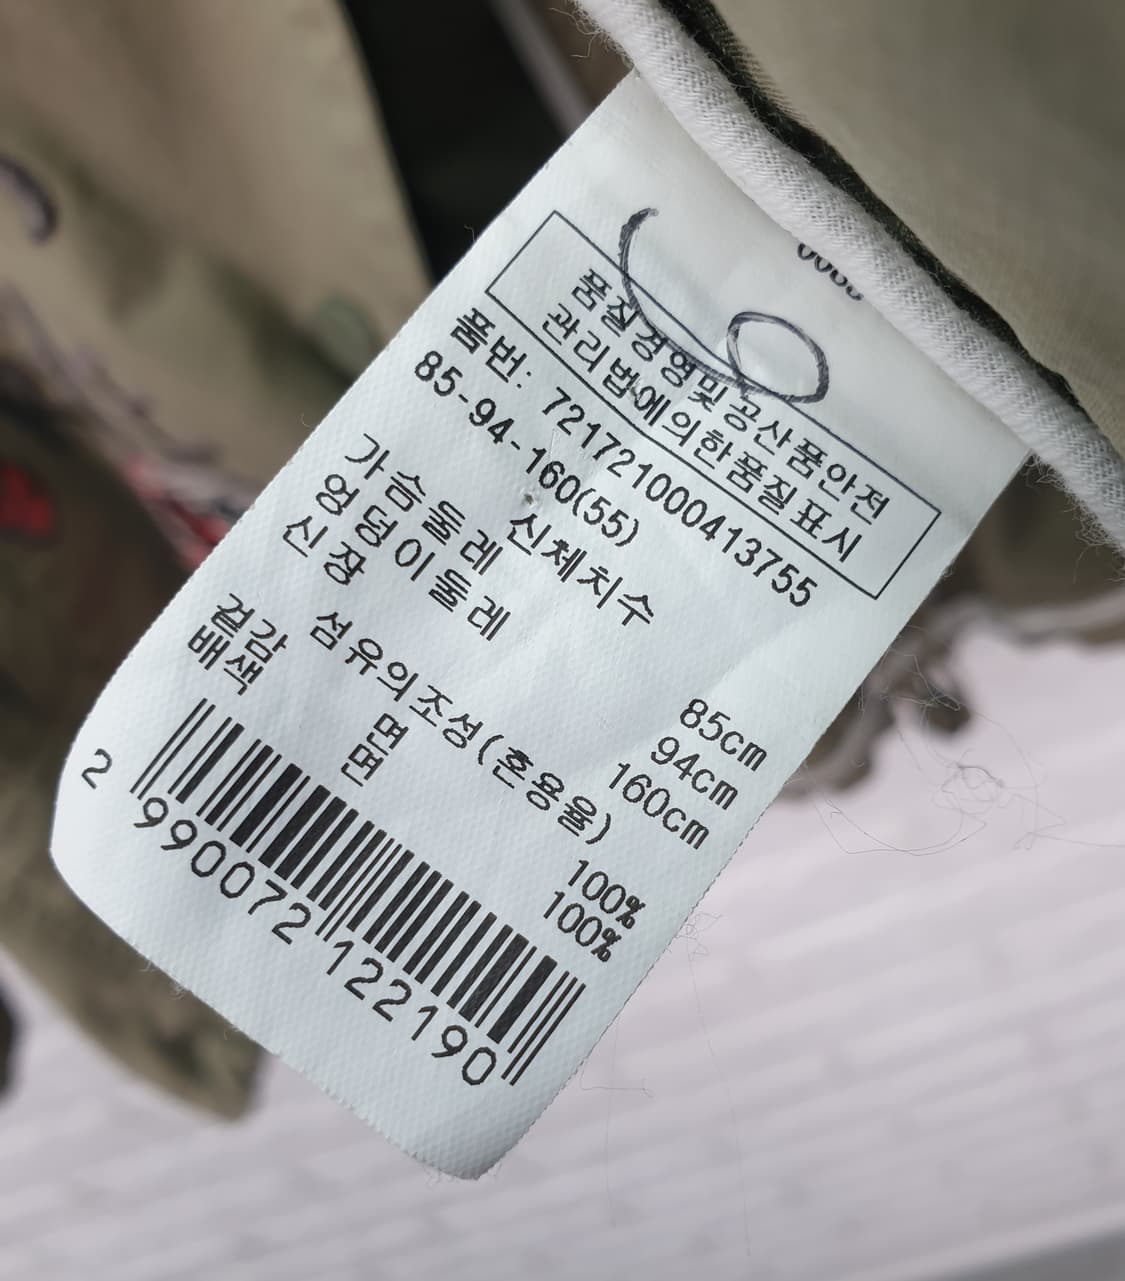 품질경영및공산품안전
관리법에의한품질표시
품번: 721721000413755
85-94-160(55)
신체치수
가슴둘레 85cm
엉덩이둘레 94cm
신장 160cm
섬유의조성(혼용율)
겉감 면 100%
배색 면 100%
2 990072 122190